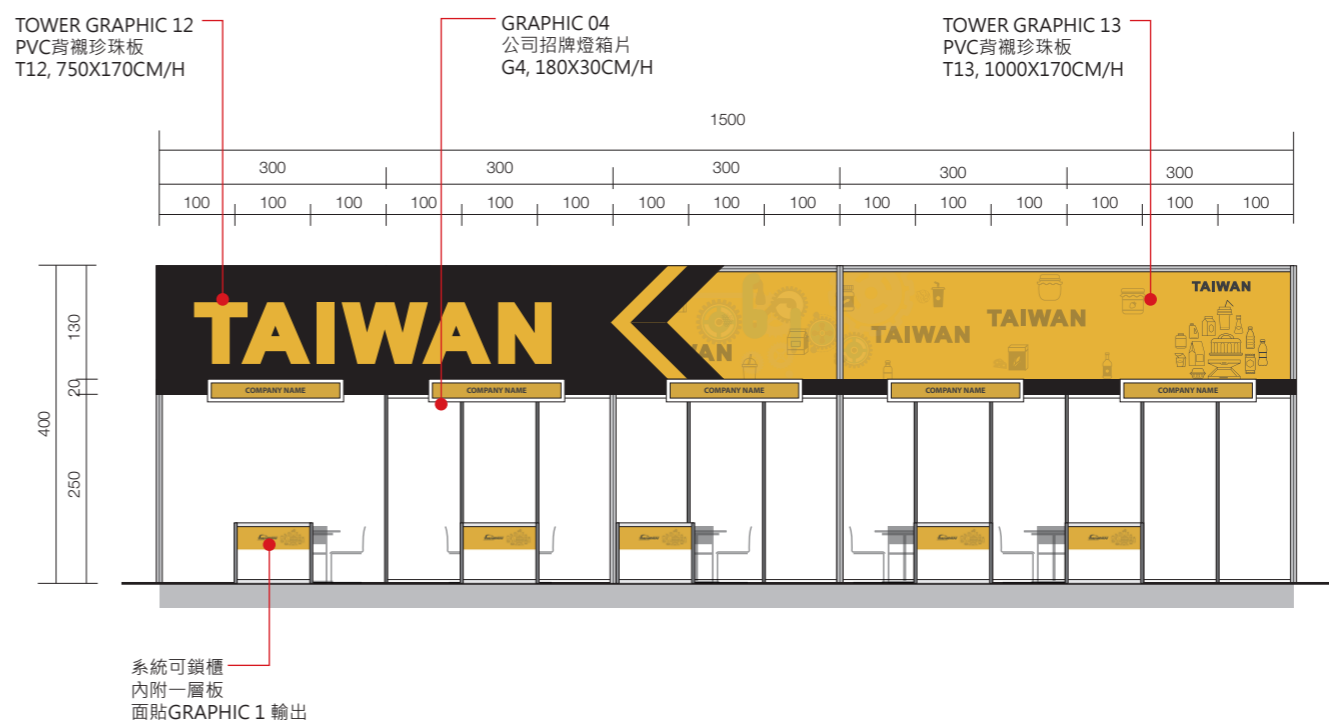 TOWER GRAPHIC 12
PVC背襯珍珠板
T12, 750X170CM/H
GRAPHIC 04
公司招牌燈箱片
G4, 180X30CM/H
TOWER GRAPHIC 13
PVC背襯珍珠板
T13, 1000X170CM/H
1500
300 300 300 300 300
100 100 100 100 100 100 100 100 100 100 100 100 100 100 100
400
130
20
250
TAIWAN
WAN
TAIWAN
TAIWAN
TAIWAN
COMPANY NAME COMPANY NAME COMPANY NAME COMPANY NAME COMPANY NAME
系統可鎖櫃
內附一層板
面貼GRAPHIC 1 輸出